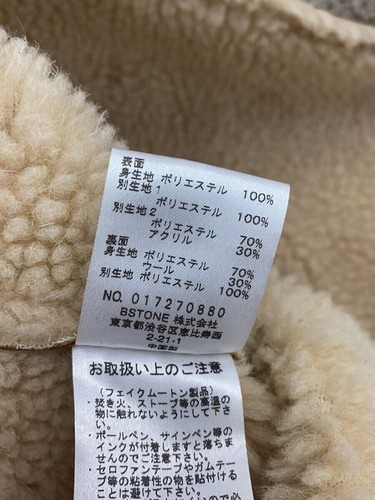 表面
身生地 ポリエステル 100%
別生地1
ポリエステル 100%
別生地2
ポリエステル 70%
アクリル 30%
裏面
身生地 ポリエステル 70%
ウール 30%
別生地 ポリエステル 100%
NO. 017270880
BSTONE 株式会社
東京都渋谷区恵比寿西
2-21-1
お取扱い上のご注意
(フェイクムートン製品)
・焚き火、ストーブ等の高温の
物に触れないようにして下さ
い。
・ボールペン、サインペン等の
インクが付着しますと落ちま
せんのでご注意下さい。
・セロファンテープやガムテー
プ等の粘着性の物を貼付ける
ことは避けて下さい。